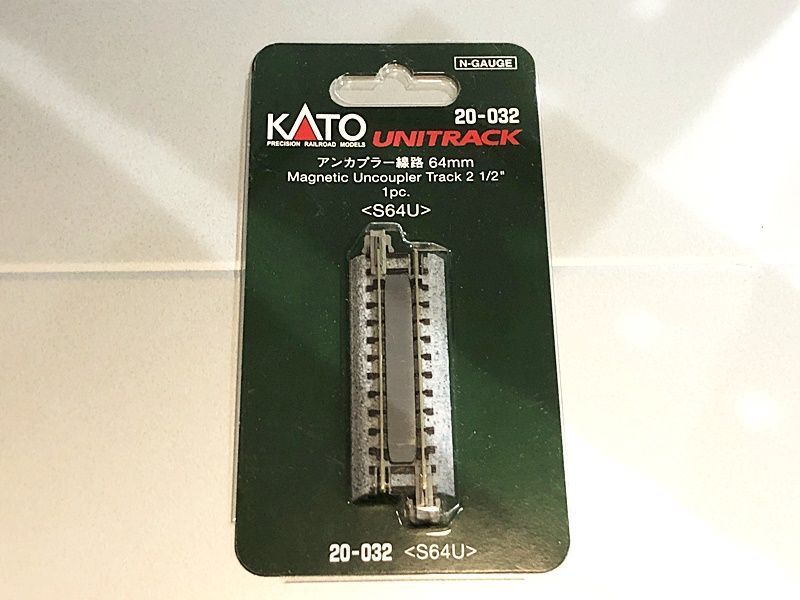 N-GAUGE
20-032
KATO UNITRACK
PRECISION RAILROAD MODELS
アンカプラー線路 64mm
Magnetic Uncoupler Track 2 1/2"
1pc.
<S64U>
20-032 <S64U>